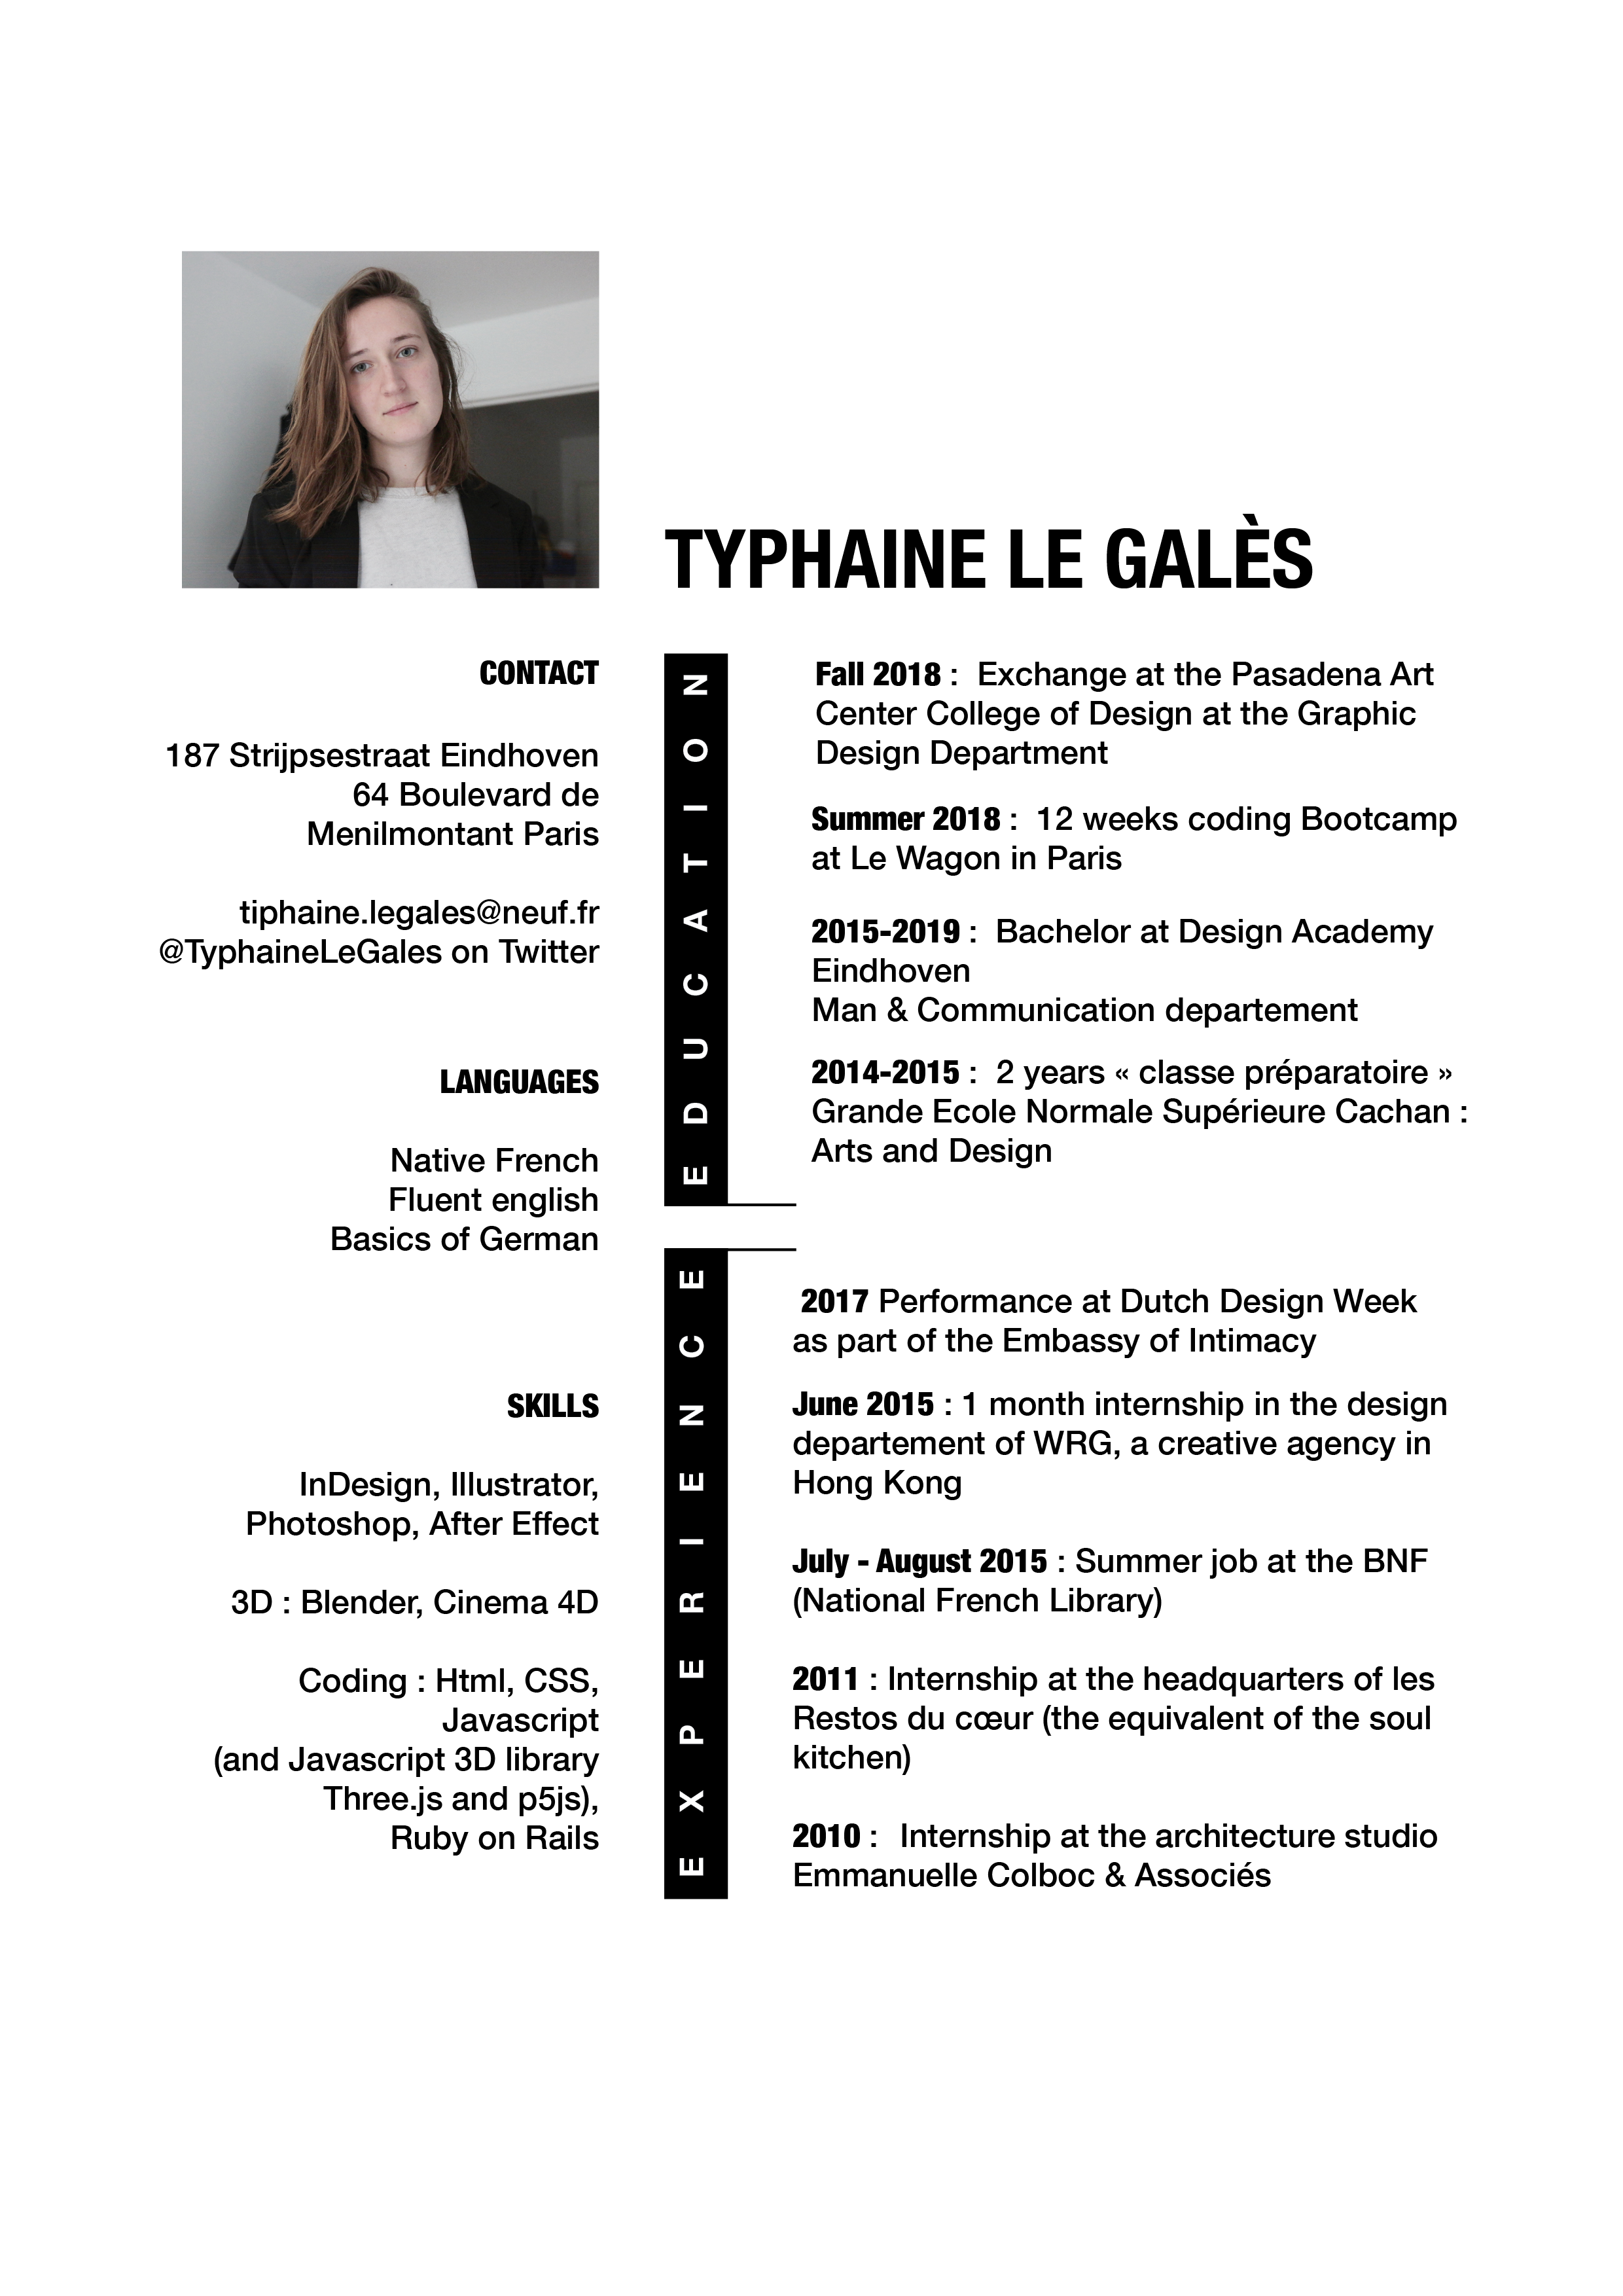 TYPHAINE LE GALÈS
CONTACT
187 Strijpsestraat Eindhoven
64 Boulevard de
Menilmontant Paris
tiphaine.legales@neuf.fr
@TyphaineLeGales on Twitter
LANGUAGES
Native French
Fluent english
Basics of German
SKILLS
InDesign, Illustrator,
Photoshop, After Effect
3D : Blender, Cinema 4D
Coding : Html, CSS,
Javascript
(and Javascript 3D library
Three.js and p5js),
Ruby on Rails
EDUCATION
Fall 2018 : Exchange at the Pasadena Art
Center College of Design at the Graphic
Design Department
Summer 2018 : 12 weeks coding Bootcamp
at Le Wagon in Paris
2015-2019 : Bachelor at Design Academy
Eindhoven
Man & Communication departement
2014-2015 : 2 years « classe préparatoire »
Grande Ecole Normale Supérieure Cachan :
Arts and Design
EXPERIENCE
2017 Performance at Dutch Design Week
as part of the Embassy of Intimacy
June 2015 : 1 month internship in the design
departement of WRG, a creative agency in
Hong Kong
July - August 2015 : Summer job at the BNF
(National French Library)
2011 : Internship at the headquarters of les
Restos du cœur (the equivalent of the soul
kitchen)
2010 : Internship at the architecture studio
Emmanuelle Colboc & Associés